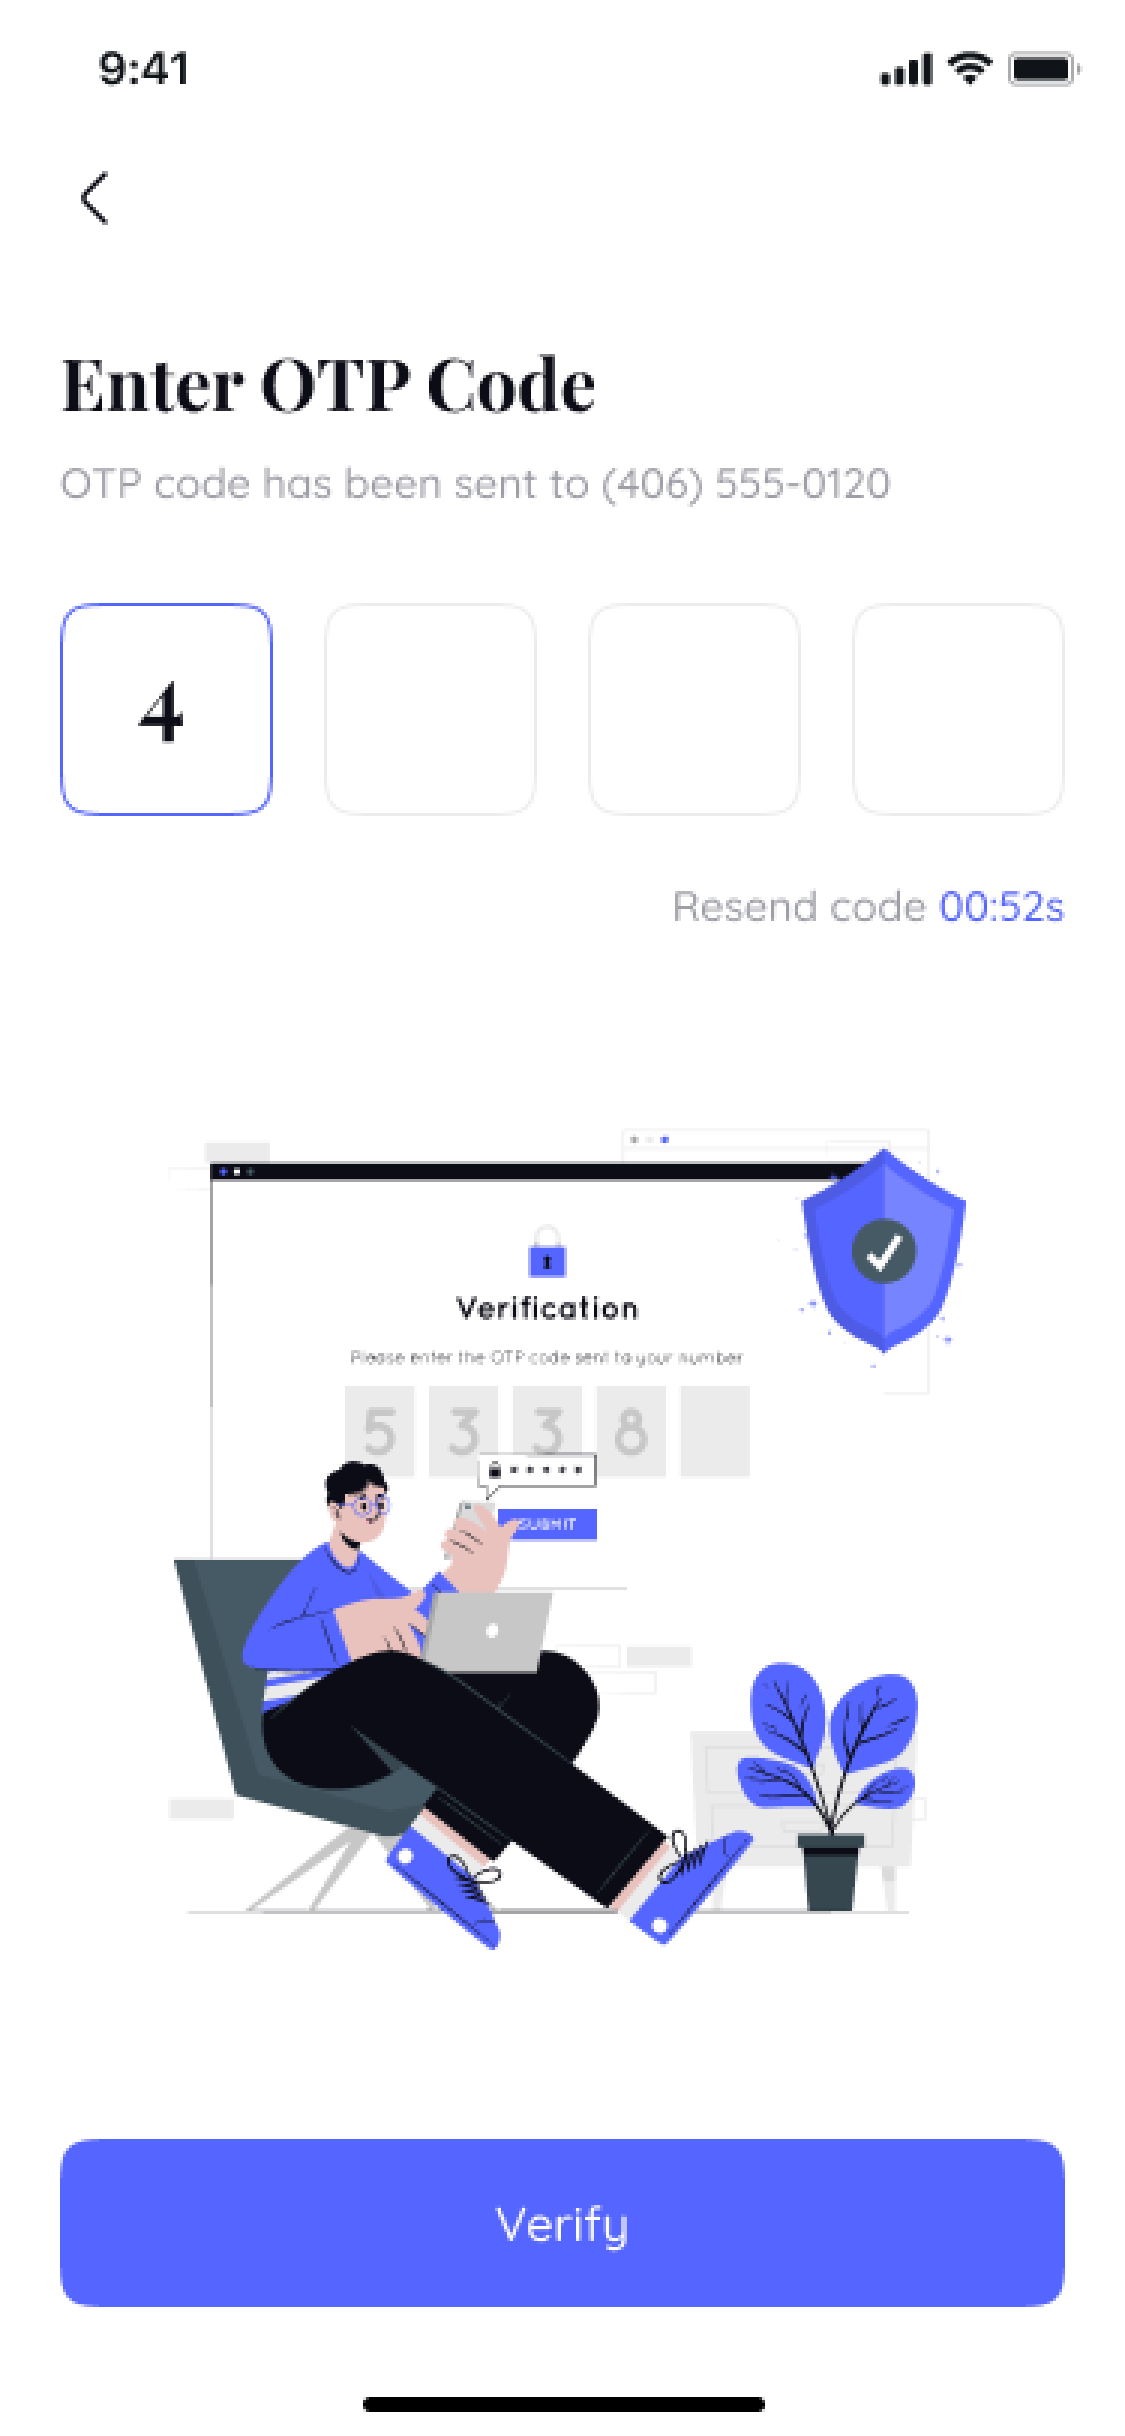 9:41
Enter OTP Code
OTP code has been sent to (406) 555-0120
4
Resend code 00:52s
Verification
Please enter the OTP code sent to your number
5 3 3 8
SUBMIT
Verify